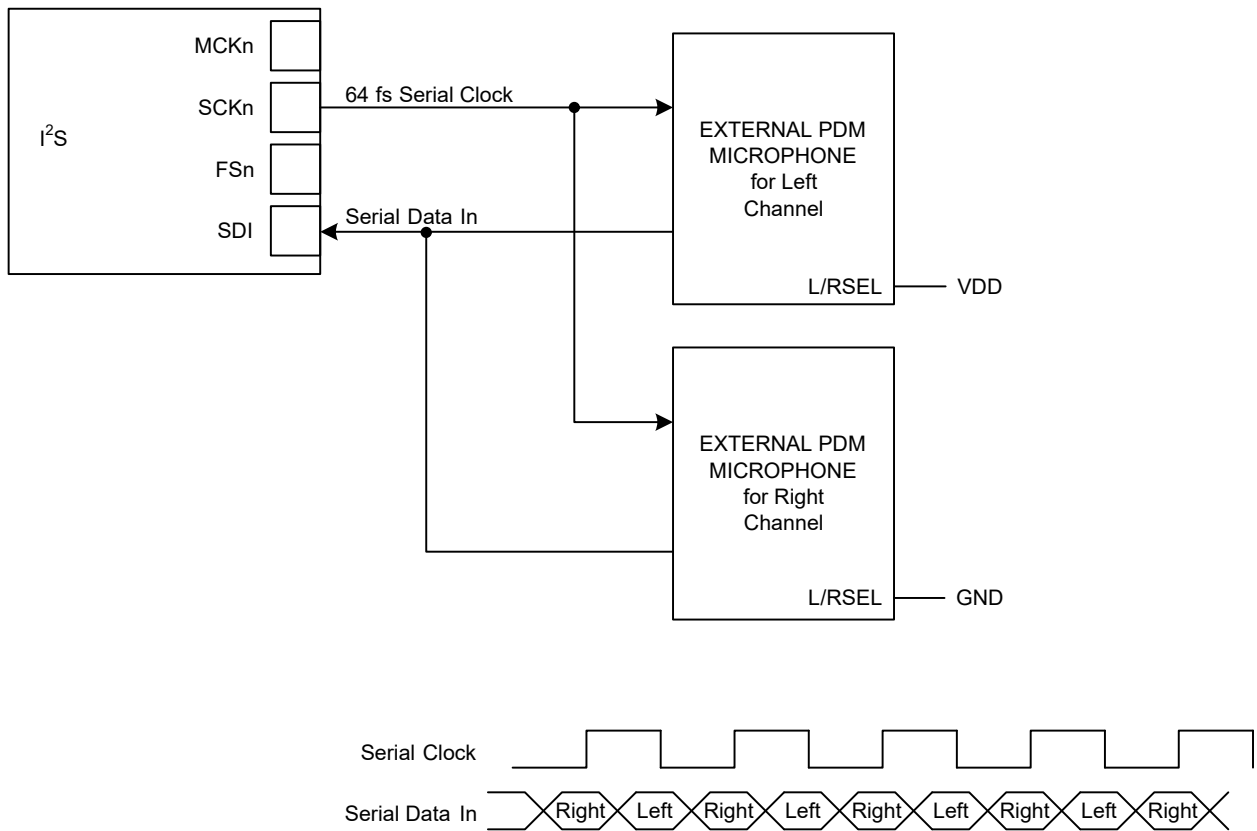 I²S
MCKn
SCKn
FSn
SDI
64 fs Serial Clock
Serial Data In
EXTERNAL PDM
MICROPHONE
for Left
Channel
L/RSEL
VDD
EXTERNAL PDM
MICROPHONE
for Right
Channel
L/RSEL
GND
Serial Clock
Serial Data In
Right Left Right Left Right Left Right Left Right